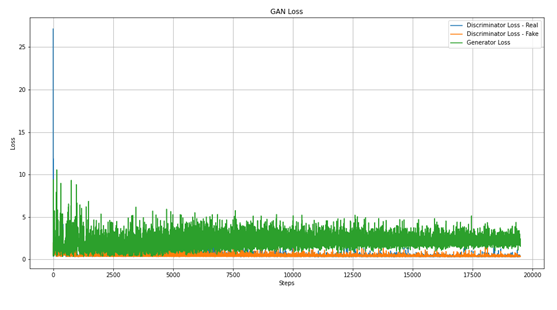 GAN Loss
Discriminator Loss - Real
Discriminator Loss - Fake
Generator Loss
25
20
15
10
5
0
Loss
0 2500 5000 7500 10000 12500 15000 17500 20000
Steps